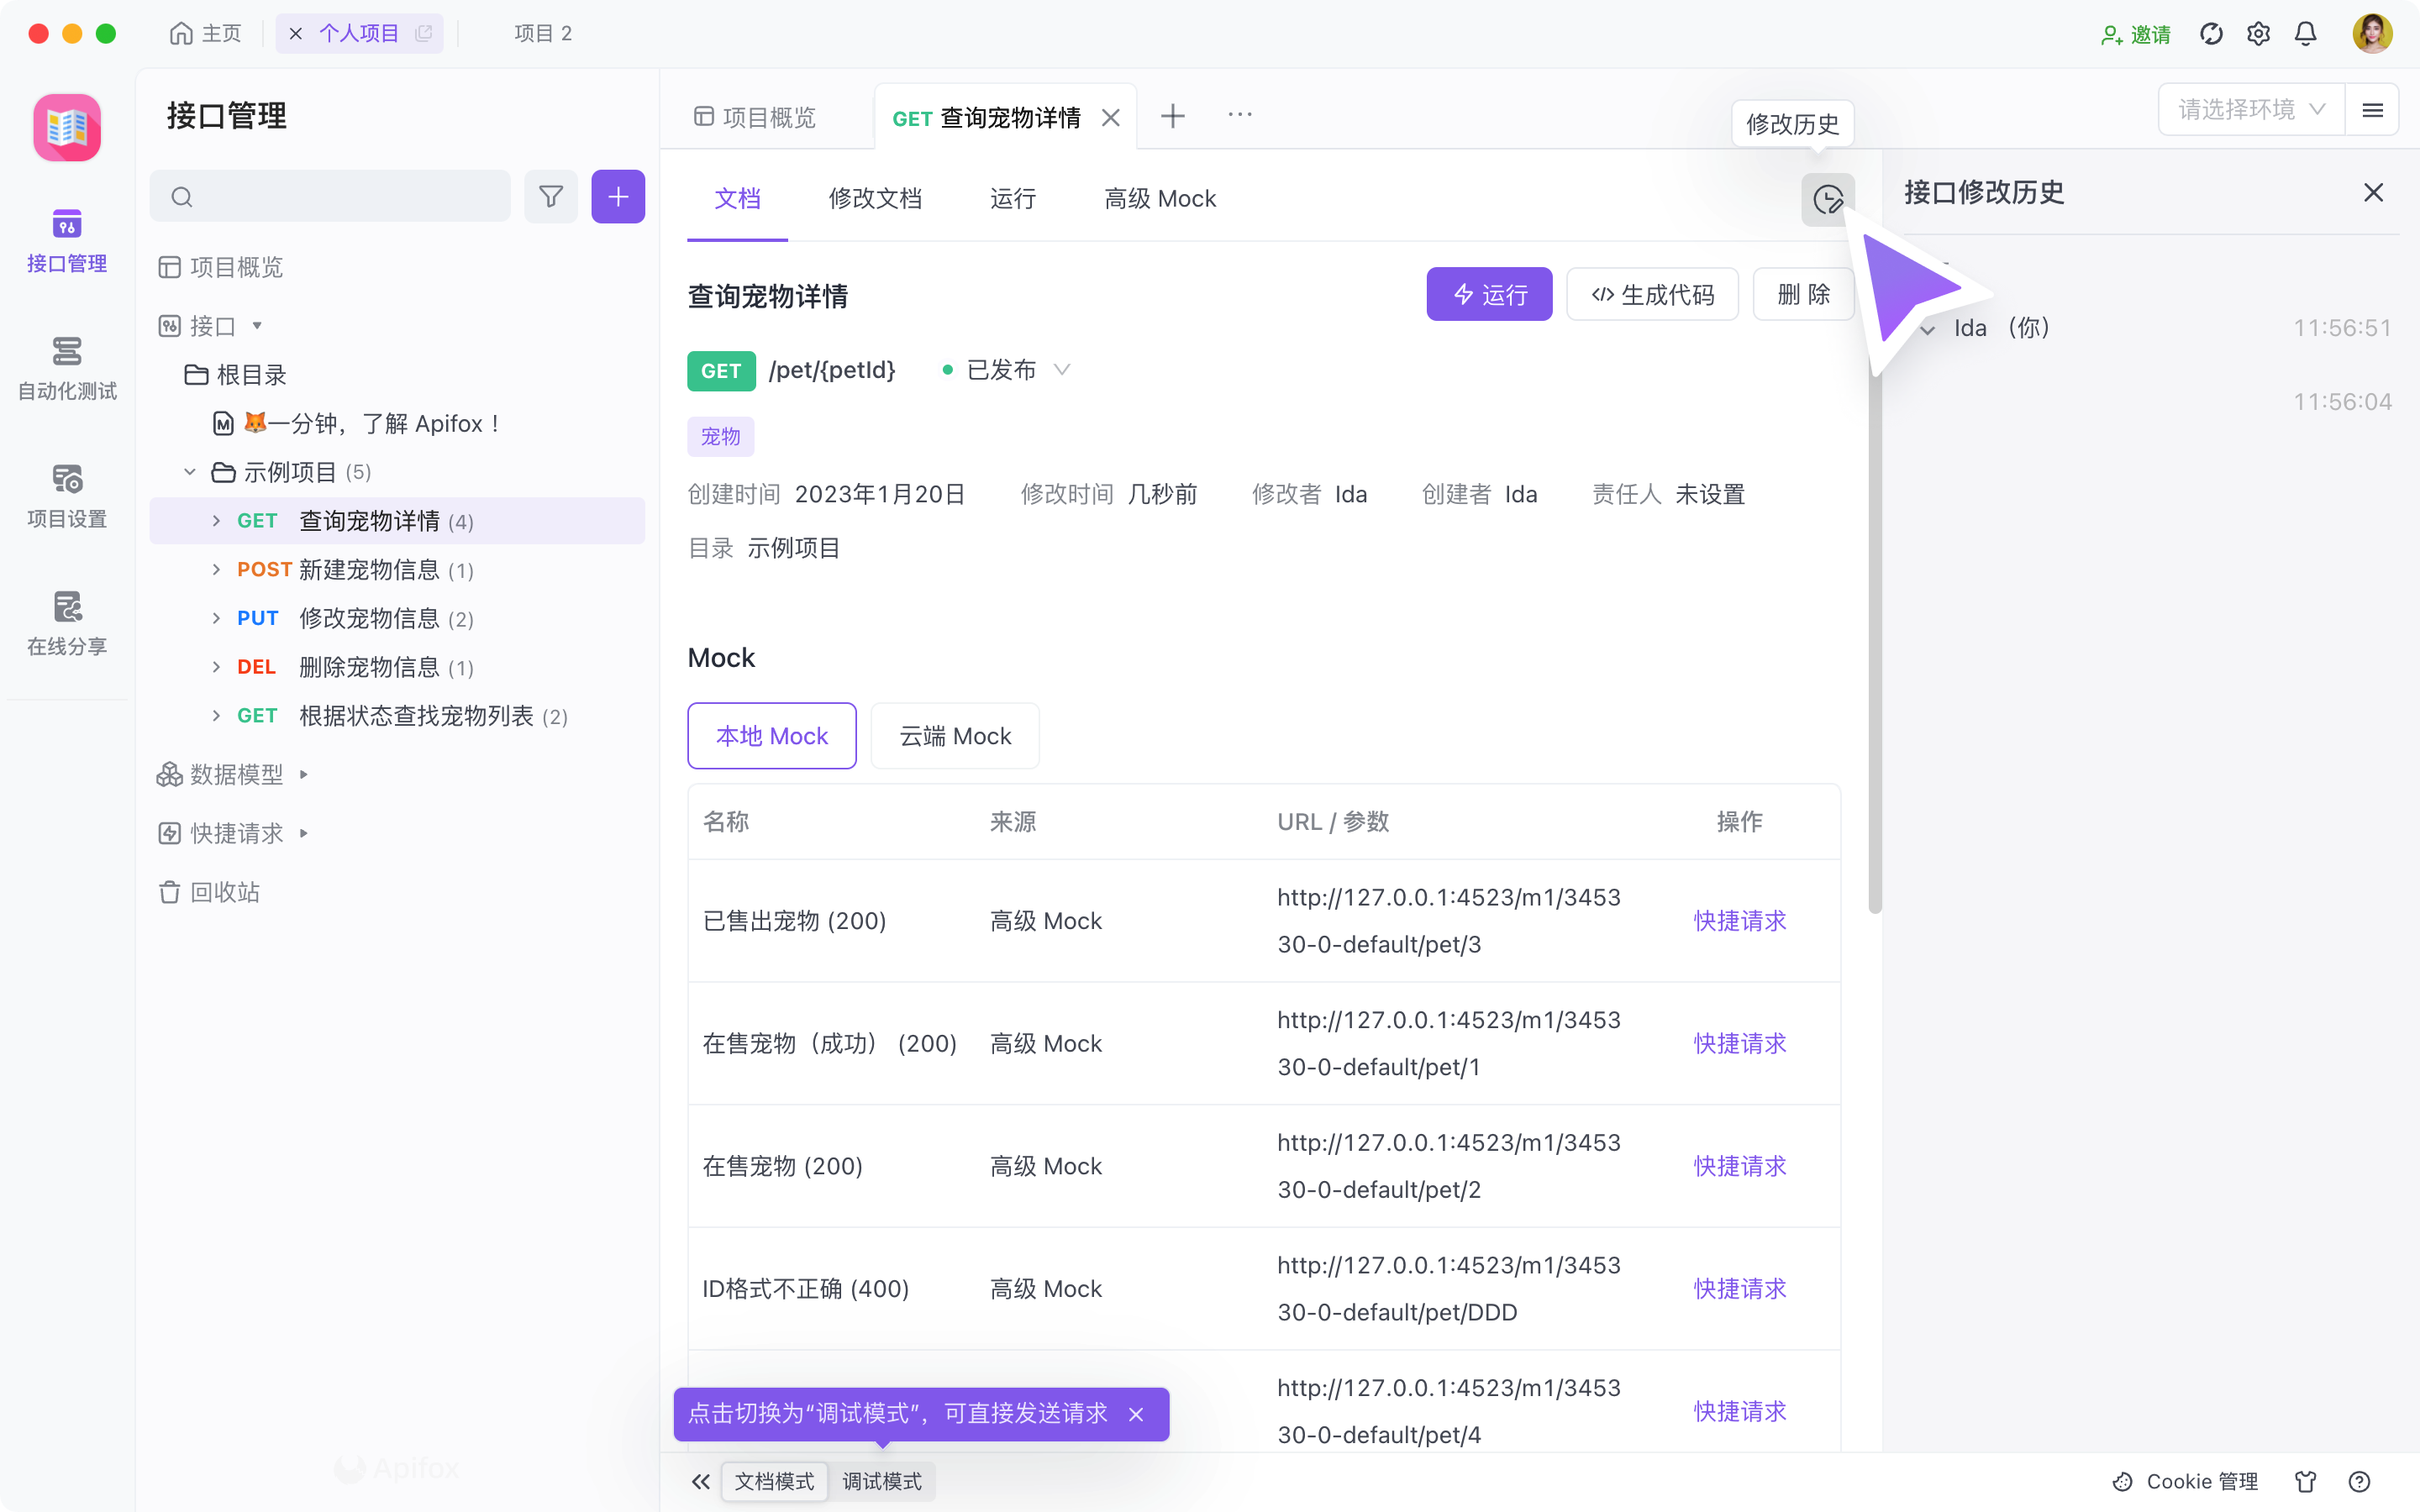 主页
个人项目
项目 2
邀请
接口管理
自动化测试
项目设置
在线分享
接口管理
项目概览
接口
根目录
🦊一分钟，了解 Apifox！
示例项目 (5)
GET 查询宠物详情 (4)
POST 新建宠物信息 (1)
PUT 修改宠物信息 (2)
DEL 删除宠物信息 (1)
GET 根据状态查找宠物列表 (2)
数据模型
快捷请求
回收站
Apifox
项目概览
GET 查询宠物详情
···
修改历史
请选择环境
文档
修改文档
运行
高级 Mock
查询宠物详情
运行
生成代码
删 除
GET /pet/{petId}
已发布
宠物
创建时间 2023年1月20日 修改时间 几秒前 修改者 Ida 创建者 Ida 责任人 未设置
目录 示例项目
Mock
本地 Mock
云端 Mock
名称 来源 URL / 参数 操作
已售出宠物 (200) 高级 Mock http://127.0.0.1:4523/m1/3453
30-0-default/pet/3 快捷请求
在售宠物（成功） (200) 高级 Mock http://127.0.0.1:4523/m1/3453
30-0-default/pet/1 快捷请求
在售宠物 (200) 高级 Mock http://127.0.0.1:4523/m1/3453
30-0-default/pet/2 快捷请求
ID格式不正确 (400) 高级 Mock http://127.0.0.1:4523/m1/3453
30-0-default/pet/DDD 快捷请求
http://127.0.0.1:4523/m1/3453
30-0-default/pet/4 快捷请求
点击切换为“调试模式”，可直接发送请求
文档模式
调试模式
接口修改历史
Ida （你） 11:56:51
11:56:04
Cookie 管理